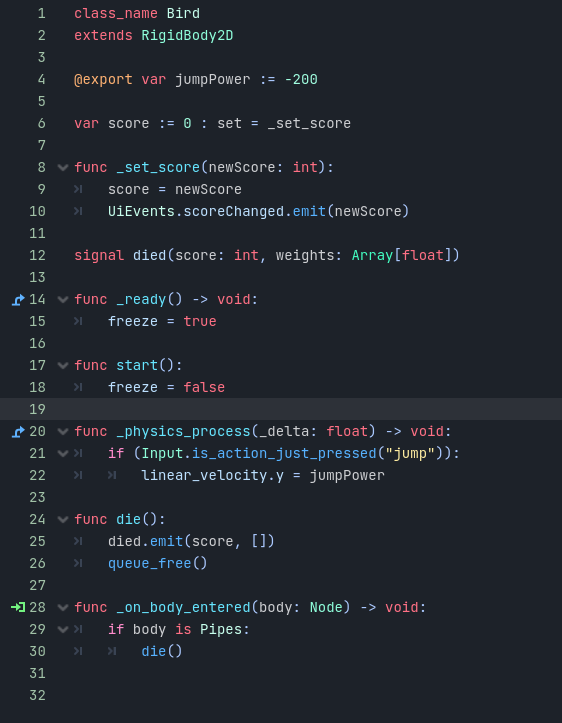 1 class_name Bird
2 extends RigidBody2D
3
4 @export var jumpPower := -200
5
6 var score := 0 : set = _set_score
7
8 func _set_score(newScore: int):
9 score = newScore
10 UiEvents.scoreChanged.emit(newScore)
11
12 signal died(score: int, weights: Array[float])
13
14 func _ready() -> void:
15 freeze = true
16
17 func start():
18 freeze = false
19
20 func _physics_process(_delta: float) -> void:
21 if (Input.is_action_just_pressed("jump")):
22 linear_velocity.y = jumpPower
23
24 func die():
25 died.emit(score, [])
26 queue_free()
27
28 func _on_body_entered(body: Node) -> void:
29 if body is Pipes:
30 die()
31
32